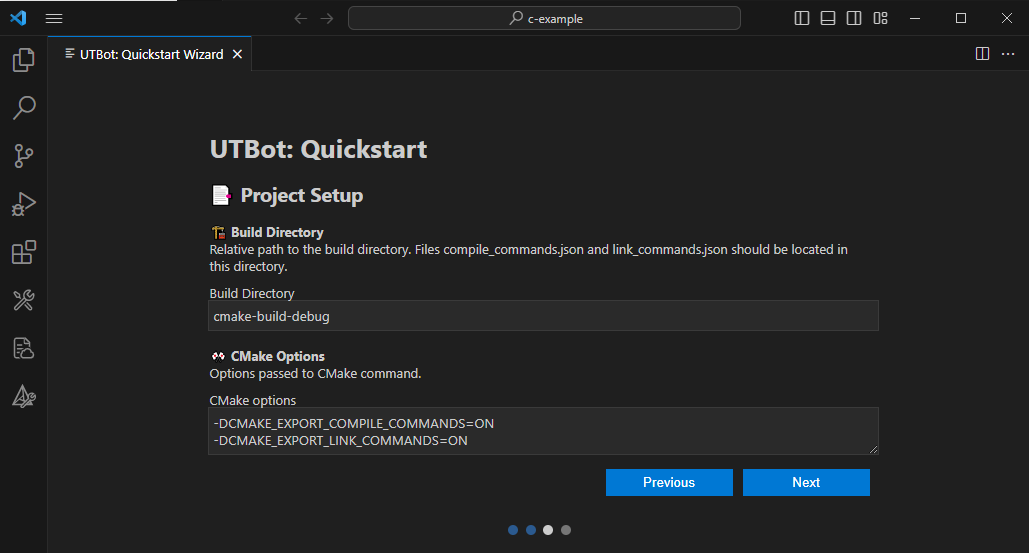 c-example
UTBot: Quickstart Wizard
UTBot: Quickstart
Project Setup
Build Directory
Relative path to the build directory. Files compile_commands.json and link_commands.json should be located in
this directory.
Build Directory
cmake-build-debug
CMake Options
Options passed to CMake command.
CMake options
-DCMAKE_EXPORT_COMPILE_COMMANDS=ON
-DCMAKE_EXPORT_LINK_COMMANDS=ON
Previous
Next